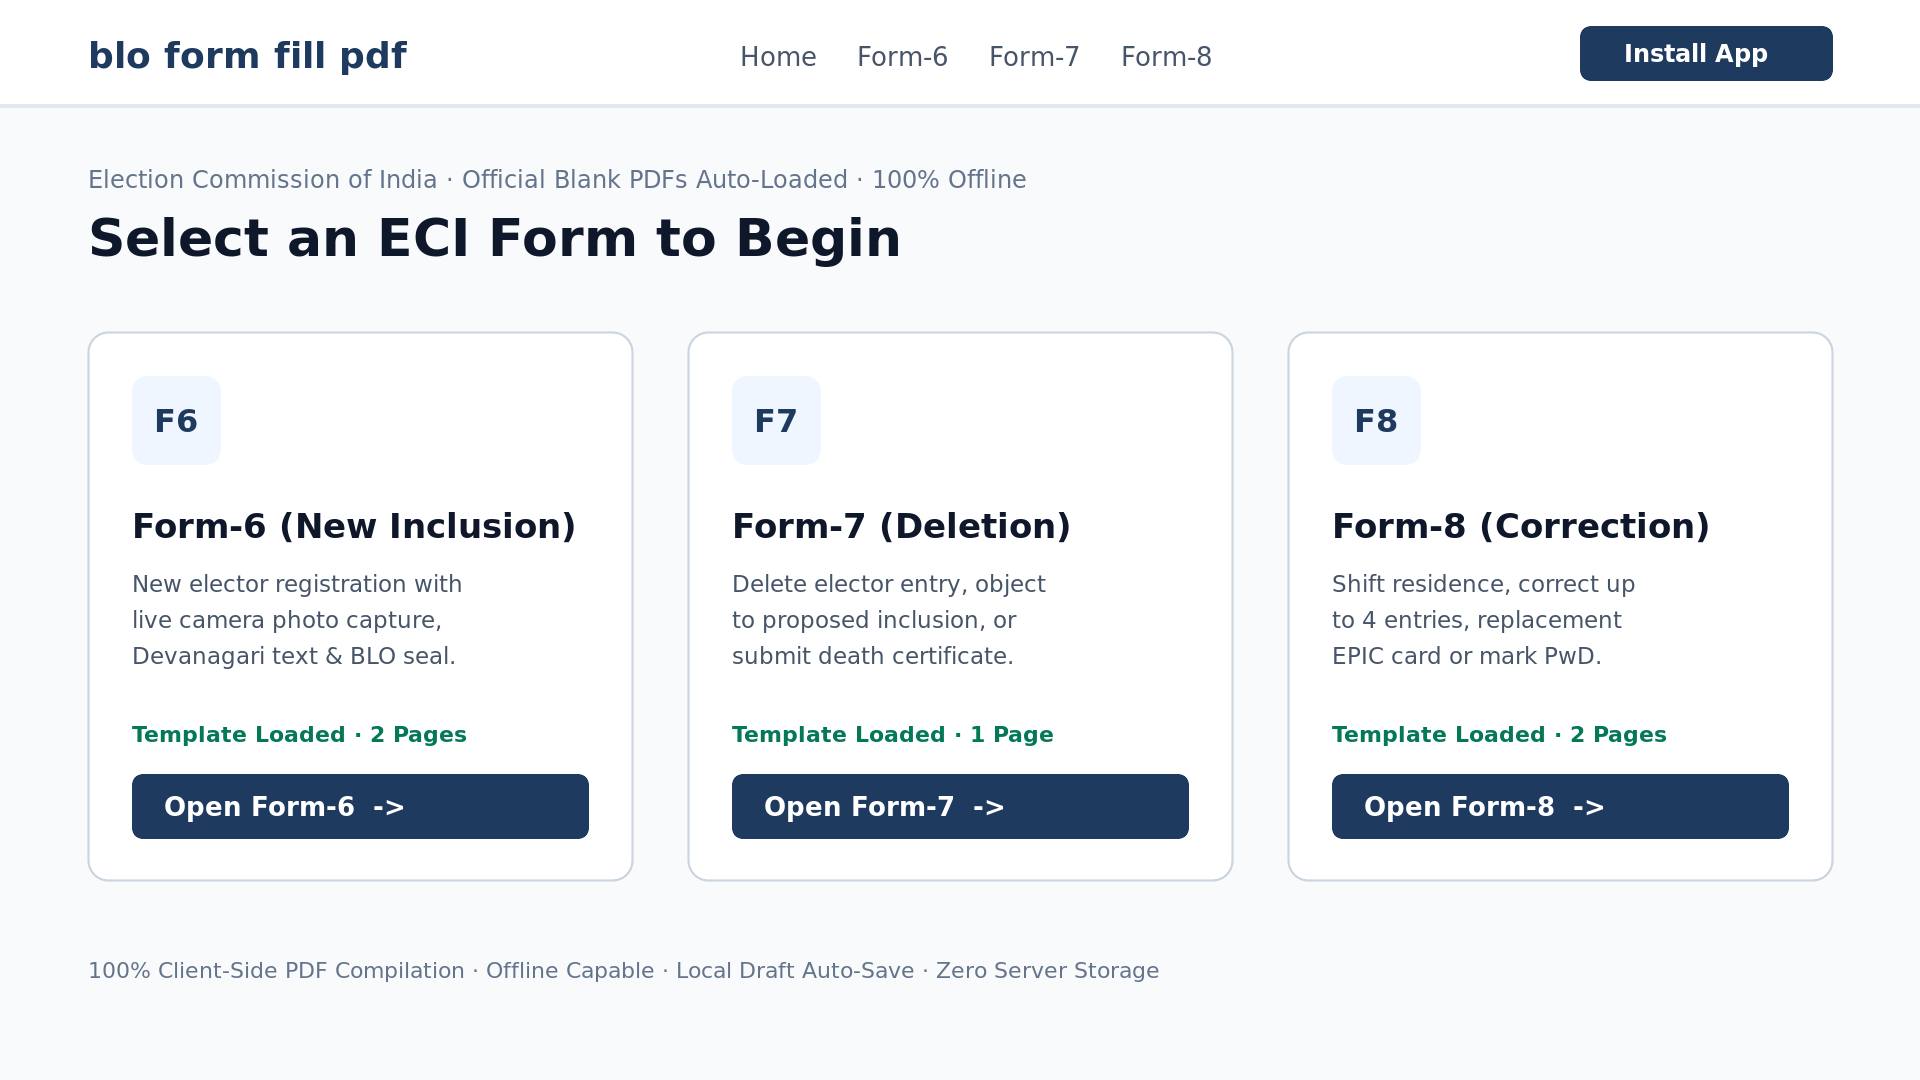 blo form fill pdf
Home Form-6 Form-7 Form-8
Install App
Election Commission of India · Official Blank PDFs Auto-Loaded · 100% Offline
Select an ECI Form to Begin
F6
Form-6 (New Inclusion)
New elector registration with
live camera photo capture,
Devanagari text & BLO seal.
Template Loaded · 2 Pages
Open Form-6 ->
F7
Form-7 (Deletion)
Delete elector entry, object
to proposed inclusion, or
submit death certificate.
Template Loaded · 1 Page
Open Form-7 ->
F8
Form-8 (Correction)
Shift residence, correct up
to 4 entries, replacement
EPIC card or mark PwD.
Template Loaded · 2 Pages
Open Form-8 ->
100% Client-Side PDF Compilation · Offline Capable · Local Draft Auto-Save · Zero Server Storage